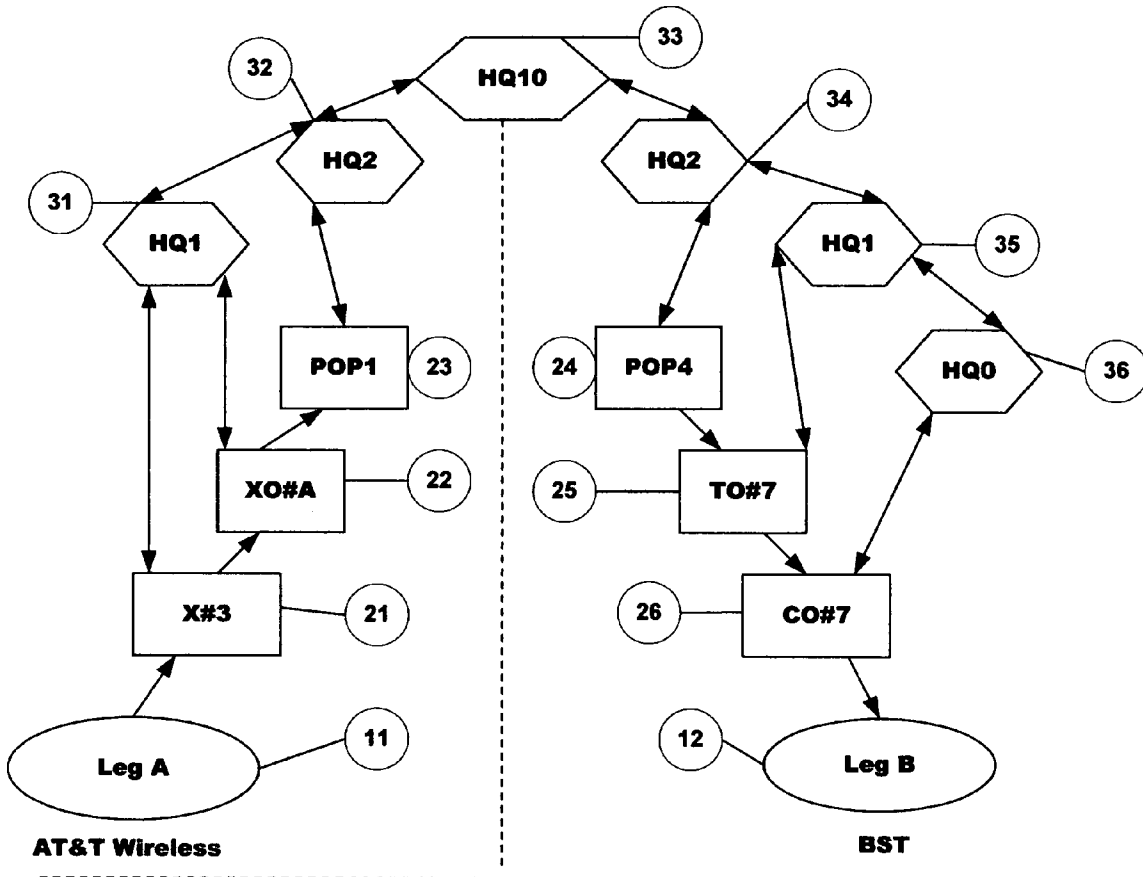 33
HQ10
32
34
HQ2
HQ2
31
HQ1
HQ1
35
POP1
23
24
POP4
HQ0
36
XO#A
22
25
TO#7
X#3
21
26
CO#7
Leg A
11
12
Leg B
AT&T Wireless
BST